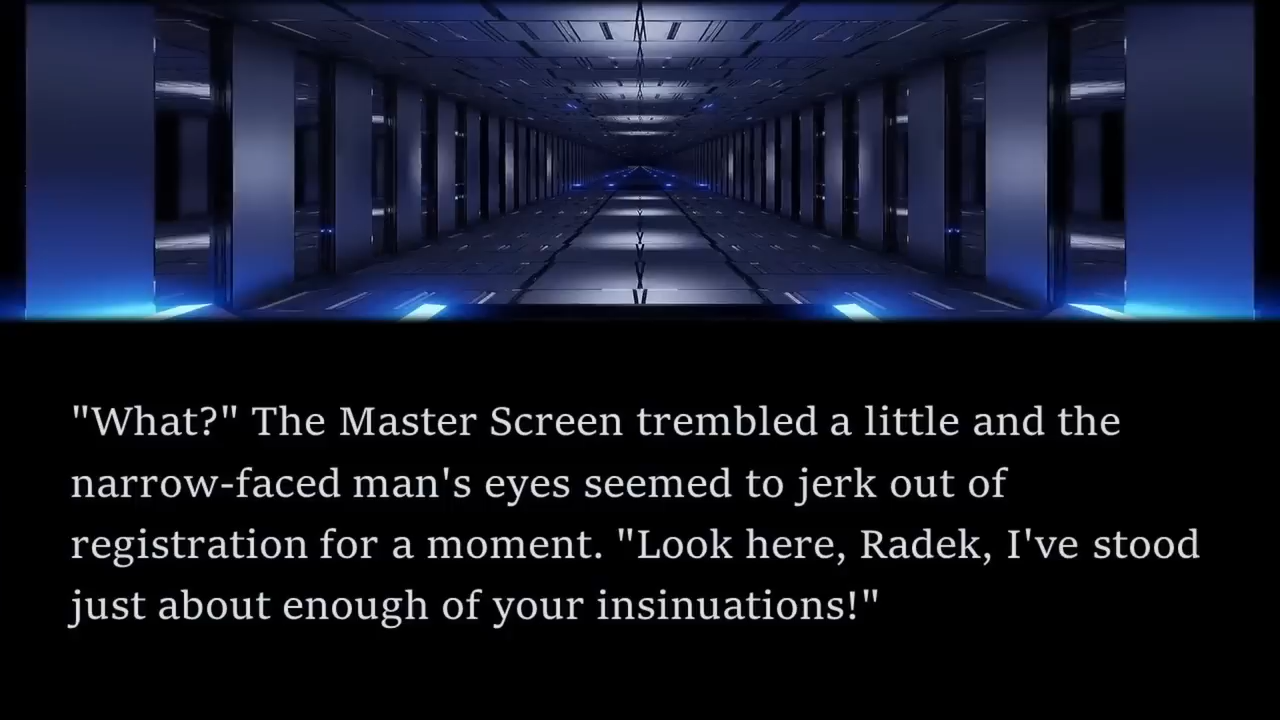 "What?" The Master Screen trembled a little and the
narrow-faced man's eyes seemed to jerk out of
registration for a moment. "Look here, Radek, I've stood
just about enough of your insinuations!"